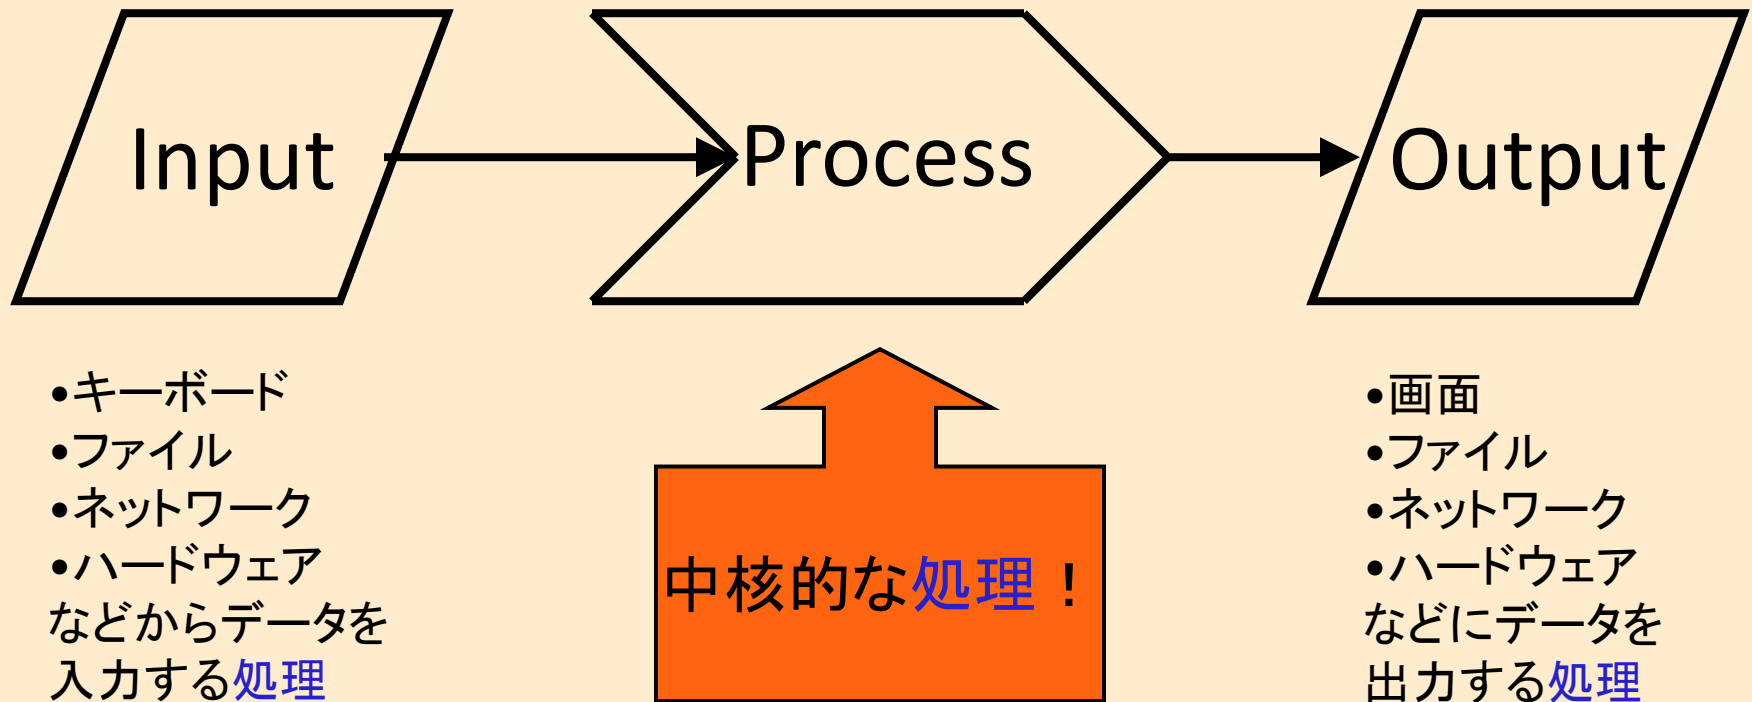 Input
Process
Output
•キーボード
•ファイル
•ネットワーク
•ハードウェア
などからデータを
入力する処理
中核的な処理！
•画面
•ファイル
•ネットワーク
•ハードウェア
などにデータを
出力する処理